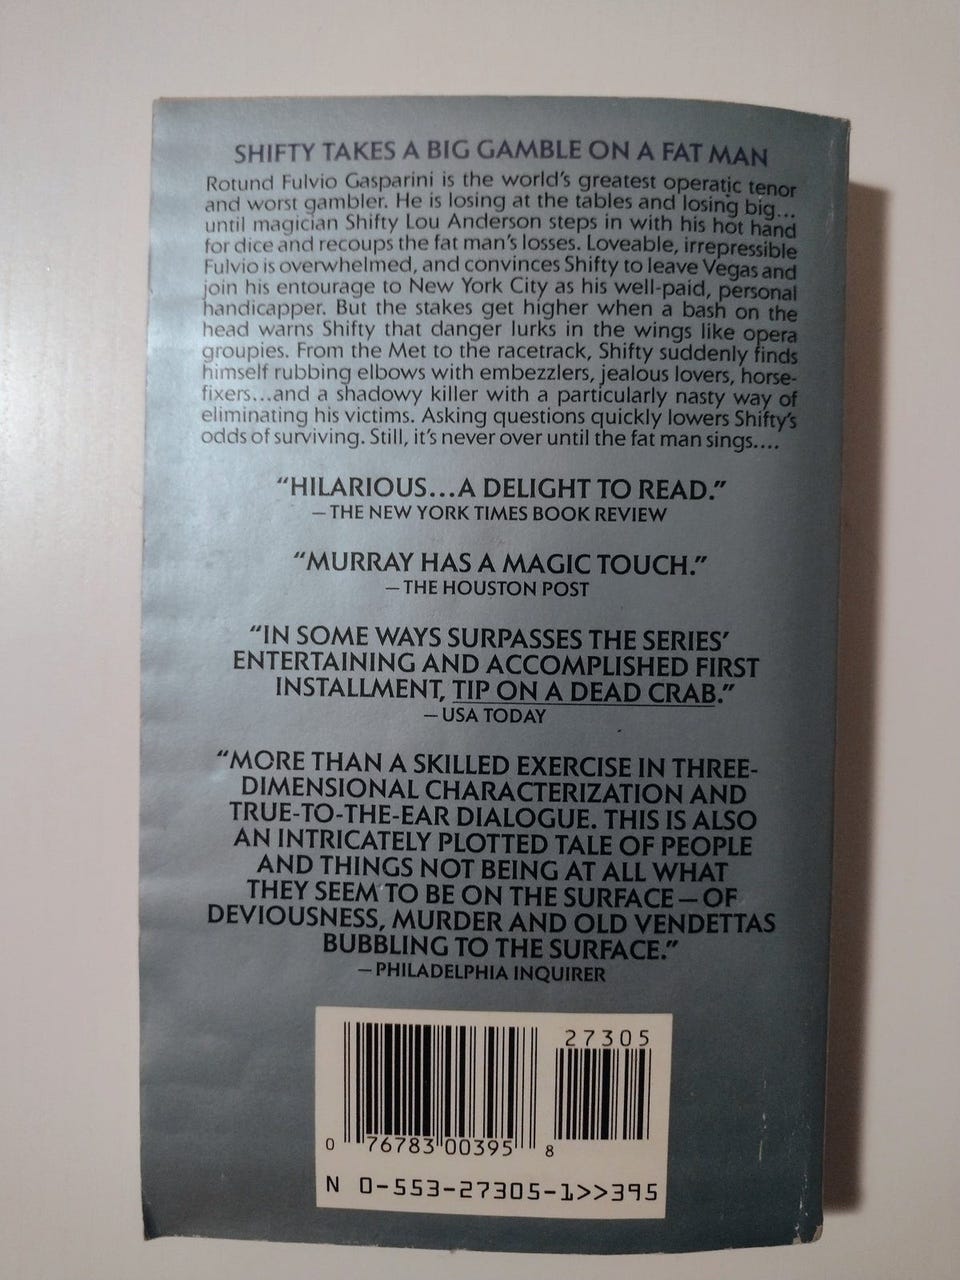 SHIFTY TAKES A BIG GAMBLE ON A FAT MAN
Rotund Fulvio Gasparini is the world's greatest operatic tenor
and worst gambler. He is losing at the tables and losing big...
until magician Shifty Lou Anderson steps in with his hot hand
for dice and recoups the fat man's losses. Loveable, irrepressible
Fulvio is overwhelmed, and convinces Shifty to leave Vegas and
join his entourage to New York City as his well-paid, personal
handicapper. But the stakes get higher when a bash on the
head warns Shifty that danger lurks in the wings like opera
groupies. From the Met to the racetrack, Shifty suddenly finds
himself rubbing elbows with embezzlers, jealous lovers, horse-
fixers...and a shadowy killer with a particularly nasty way of
eliminating his victims. Asking questions quickly lowers Shifty's
odds of surviving. Still, it's never over until the fat man sings....
“HILARIOUS...A DELIGHT TO READ.”
—THE NEW YORK TIMES BOOK REVIEW
“MURRAY HAS A MAGIC TOUCH.”
—THE HOUSTON POST
“IN SOME WAYS SURPASSES THE SERIES’
ENTERTAINING AND ACCOMPLISHED FIRST
INSTALLMENT, TIP ON A DEAD CRAB.”
—USA TODAY
“MORE THAN A SKILLED EXERCISE IN THREE-
DIMENSIONAL CHARACTERIZATION AND
TRUE-TO-THE-EAR DIALOGUE. THIS IS ALSO
AN INTRICATELY PLOTTED TALE OF PEOPLE
AND THINGS NOT BEING AT ALL WHAT
THEY SEEM TO BE ON THE SURFACE—OF
DEVIOUSNESS, MURDER AND OLD VENDETTAS
BUBBLING TO THE SURFACE.”
—PHILADELPHIA INQUIRER
27305
0 76783 00395 8
N 0-553-27305-1>>395